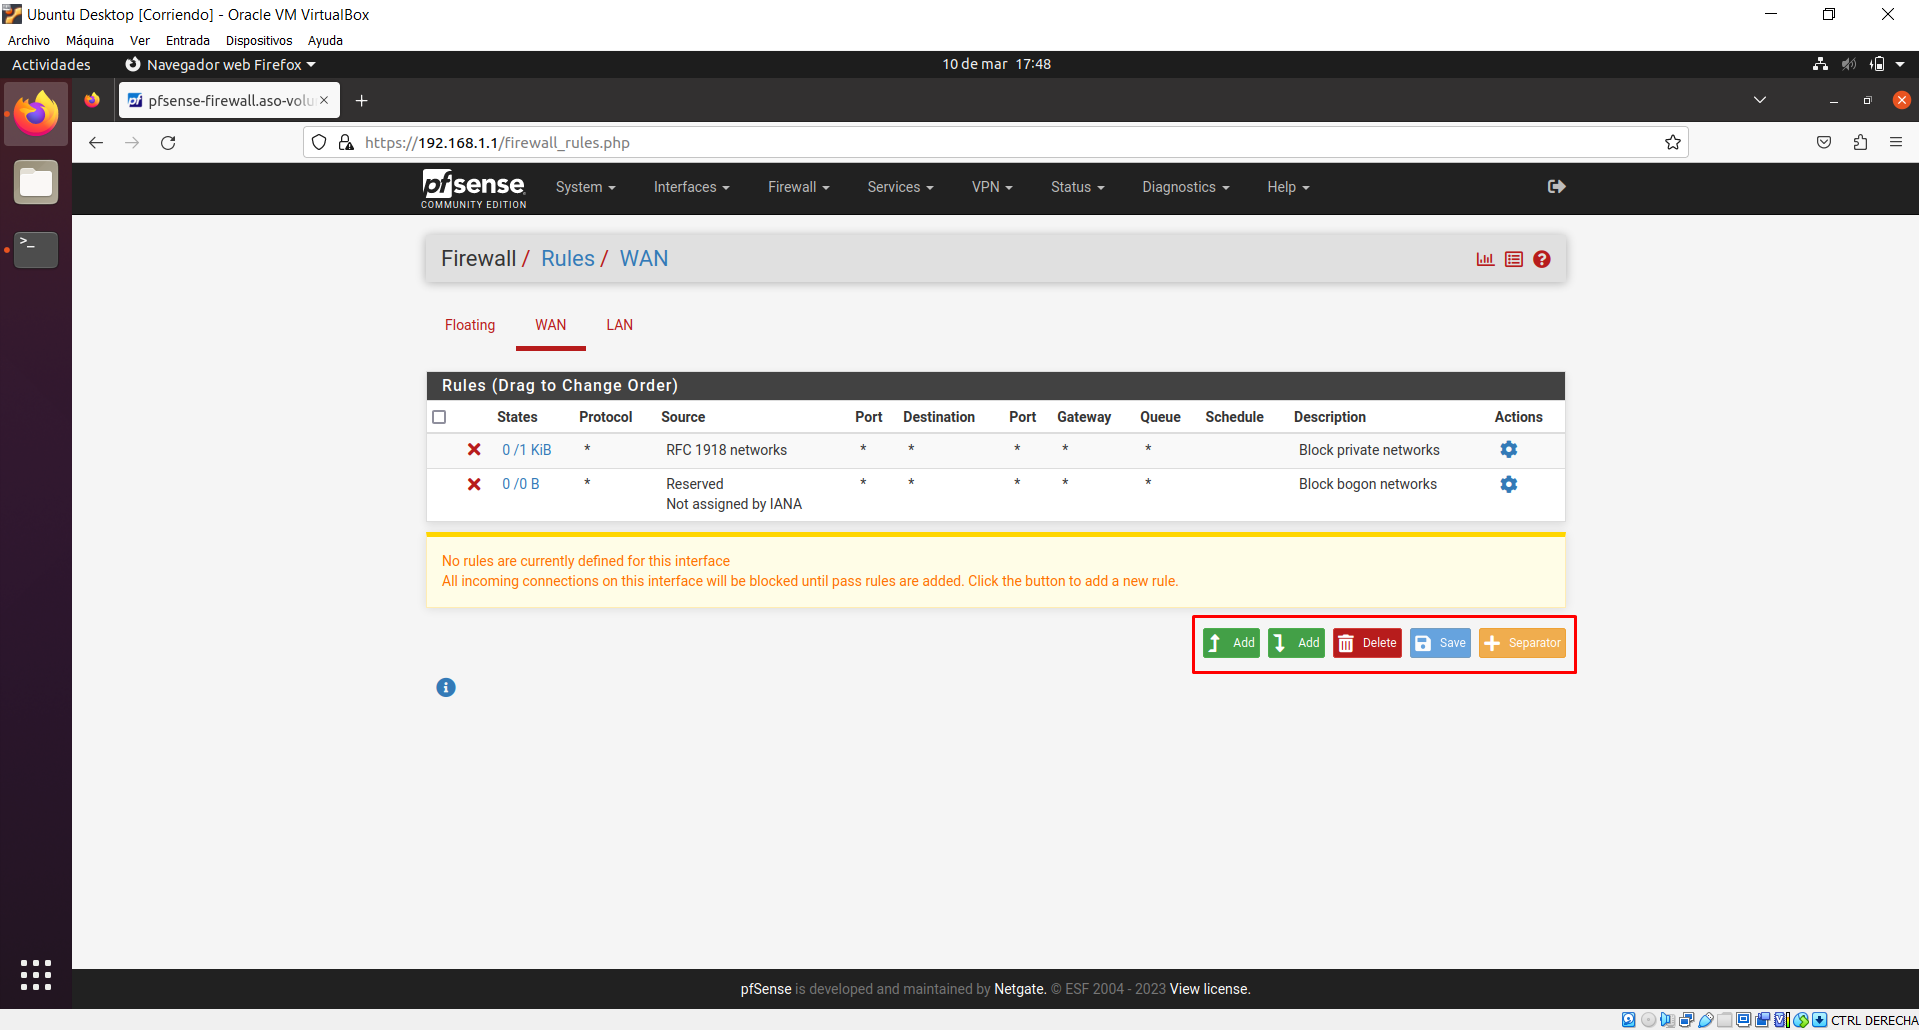 Ubuntu Desktop [Corriendo] - Oracle VM VirtualBox
Archivo Máquina Ver Entrada Dispositivos Ayuda
Actividades Navegador web Firefox 10 de mar 17:48
pfsense-firewall.aso-volu
https://192.168.1.1/firewall_rules.php
pfsense COMMUNITY EDITION System Interfaces Firewall Services VPN Status Diagnostics Help
Firewall / Rules / WAN
Floating WAN LAN
Rules (Drag to Change Order)
States Protocol Source Port Destination Port Gateway Queue Schedule Description Actions
0 /1 KiB * RFC 1918 networks * * * * * Block private networks
0 /0 B * Reserved * * * * * Block bogon networks
Not assigned by IANA
No rules are currently defined for this interface
All incoming connections on this interface will be blocked until pass rules are added. Click the button to add a new rule.
Add Add Delete Save Separator
pfSense is developed and maintained by Netgate. © ESF 2004 - 2023 View license.
CTRL DERECHA